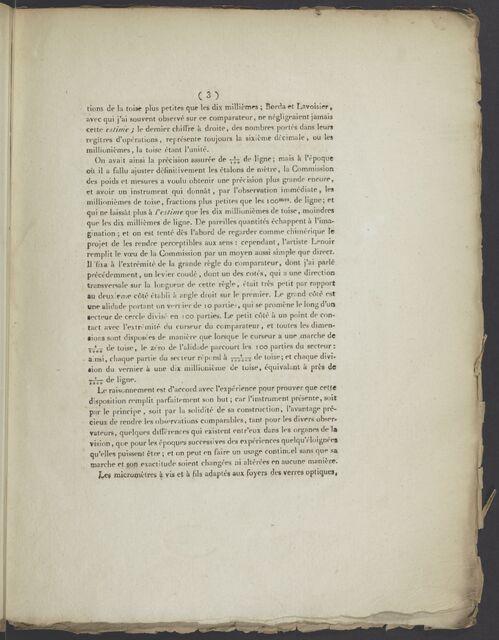 ( 3 )
tions de la toise plus petites que les dix millièmes ; Borda et Lavoisier,
avec qui j'ai souvent observé sur ce comparateur, ne négligeraient jamais
cette estime ; le dernier chiffre à droite, des nombres portés dans leurs
regîtres d'opérations, représente toujours la sixième décimale, ou les
millionièmes, la toise étant l'unité.
On avait ainsi la précision assurée de de ligne ; mais à l'époque
où il a fallu ajuster définitivement les étalons de mètre, la Commission
des poids et mesures a voulu obtenir une précision plus grande encore,
et avoir un instrument qui donnât, par l'observation immédiate, les
millionièmes de toise, fractions plus petites que les 100mes. de ligne ; et
qui ne laissât plus à l'estime que les dix millionièmes de toise, moindres
que les dix millièmes de ligne. De pareilles quantités échappent à l'ima-
gination ; et on est tenté dès l'abord de regarder comme chimérique le
projet de les rendre perceptibles aux sens : cependant, l'artiste Lenoir
remplit le vœu de la Commission par un moyen aussi simple que direct.
Il fixa à l'extrémité de la grande règle du comparateur, dont j'ai parlé
précédemment, un levier coudé, dont un des cotés, qui a une direction
transversale sur la longueur de cette règle, était très petit par rapport
au deuxième côté établi à angle droit sur le premier. Le grand côté est
une alidade portant un vernier de 10 parties, qui se promène le long d'un
secteur de cercle divisé en 100 parties. Le petit côté a un point de con-
tact avec l'extrémité du curseur du comparateur, et toutes les dimen-
sions sont disposées de manière que lorsque le curseur a une marche de
de toise, le zéro de l'alidade parcourt les 100 parties du secteur :
ainsi, chaque partie du secteur répond à de toise ; et chaque divi-
sion du vernier à une dix millionième de toise, équivalant à près de
de ligne.
Le raisonnement est d'accord avec l'expérience pour prouver que cette
disposition remplit parfaitement son but ; car l'instrument présente, soit
par le principe, soit par la solidité de sa construction, l'avantage pré-
cieux de rendre les observations comparables, tant pour les divers obser-
vateurs, quelques différences qui existent entr'eux dans les organes de la
vision, que pour les époques successives des expériences quelqu'éloignées
qu'elles puissent être ; et on peut en faire un usage continuel sans que sa
marche et son exactitude soient changées ni altérées en aucune manière.
Les micromètres à vis et à fils adaptés aux foyers des verres optiques,